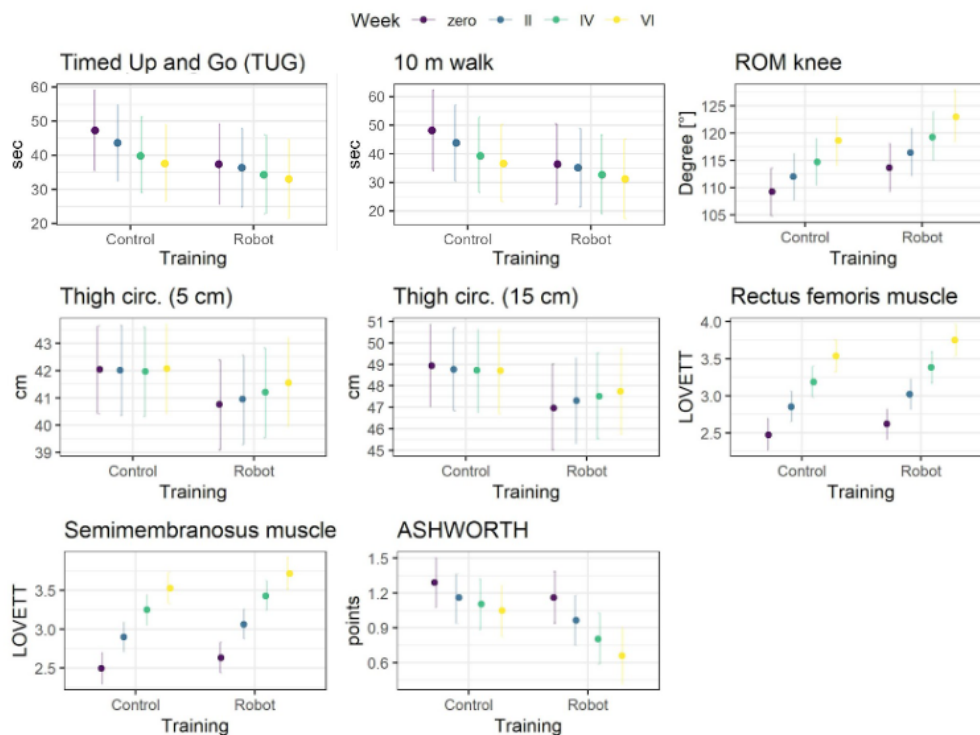 Week zero II IV VI
Timed Up and Go (TUG)
60
50
40
30
20
sec
Control Robot
Training
10 m walk
60
50
40
30
20
sec
Control Robot
Training
ROM knee
125
120
115
110
105
Degree [°]
Control Robot
Training
Thigh circ. (5 cm)
43
42
41
40
39
cm
Control Robot
Training
Thigh circ. (15 cm)
51
50
49
48
47
46
45
cm
Control Robot
Training
Rectus femoris muscle
4.0
3.5
3.0
2.5
LOVETT
Control Robot
Training
Semimembranosus muscle
3.5
3.0
2.5
LOVETT
Control Robot
Training
ASHWORTH
1.5
1.2
0.9
0.6
points
Control Robot
Training